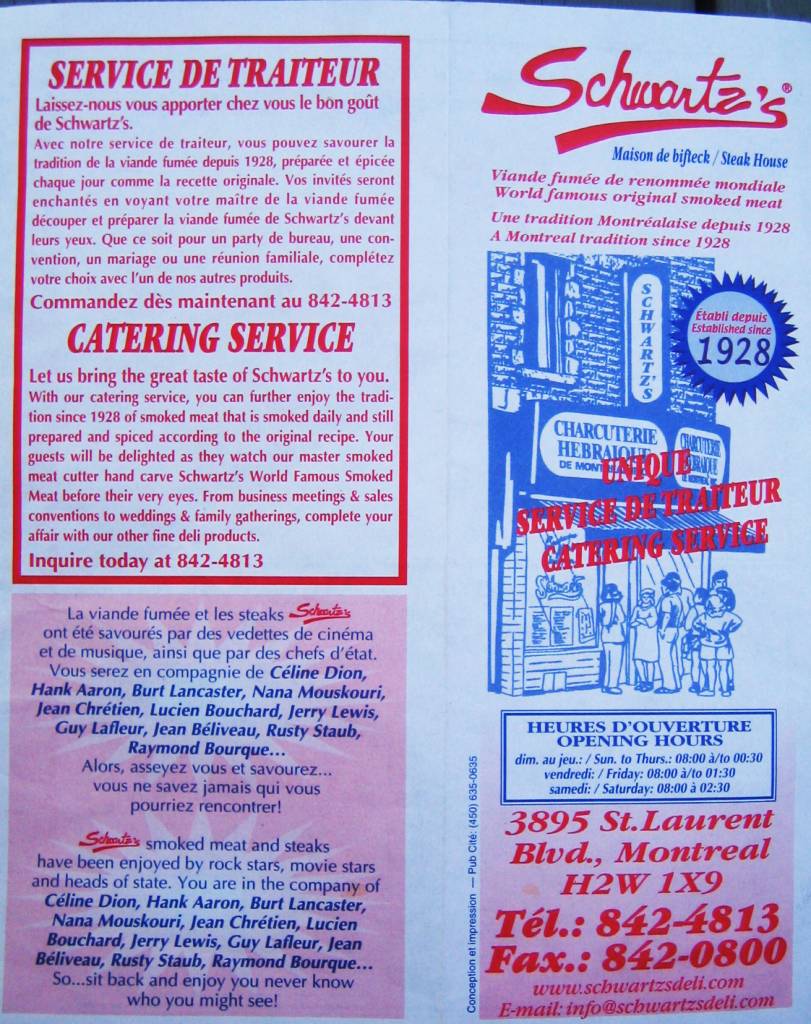 SERVICE DE TRAITEUR
Laissez-nous vous apporter chez vous le bon goût
de Schwartz's.
Avec notre service de traiteur, vous pouvez savourer la
tradition de la viande fumée depuis 1928, préparée et épicée
chaque jour comme la recette originale. Vos invités seront
enchantés en voyant votre maître de la viande fumée
découper et préparer la viande fumée de Schwartz's devant
leurs yeux. Que ce soit pour un party de bureau, une con-
vention, un mariage ou une réunion familiale, complétez
votre choix avec l'un de nos autres produits.
Commandez dès maintenant au 842-4813
CATERING SERVICE
Let us bring the great taste of Schwartz's to you.
With our catering service, you can further enjoy the tradi-
tion since 1928 of smoked meat that is smoked daily and still
prepared and spiced according to the original recipe. Your
guests will be delighted as they watch our master smoked
meat cutter hand carve Schwartz's World Famous Smoked
Meat before their very eyes. From business meetings & sales
conventions to weddings & family gatherings, complete your
affair with our other fine deli products.
Inquire today at 842-4813
La viande fumée et les steaks Schwartz's
ont été savourés par des vedettes de cinéma
et de musique, ainsi que par des chefs d'état.
Vous serez en compagnie de Céline Dion,
Hank Aaron, Burt Lancaster, Nana Mouskouri,
Jean Chrétien, Lucien Bouchard, Jerry Lewis,
Guy Lafleur, Jean Béliveau, Rusty Staub,
Raymond Bourque...
Alors, asseyez vous et savourez...
vous ne savez jamais qui vous
pourriez rencontrer!
Schwartz's smoked meat and steaks
have been enjoyed by rock stars, movie stars
and heads of state. You are in the company of
Céline Dion, Hank Aaron, Burt Lancaster,
Nana Mouskouri, Jean Chrétien, Lucien
Bouchard, Jerry Lewis, Guy Lafleur, Jean
Béliveau, Rusty Staub, Raymond Bourque...
So...sit back and enjoy you never know
who you might see!
Schwartz's®
Maison de bifteck / Steak House
Viande fumée de renommée mondiale
World famous original smoked meat
Une tradition Montréalaise depuis 1928
A Montreal tradition since 1928
SCHWARTZ'S
Établi depuis
Established since
1928
CHARCUTERIE
HEBRAIQUE
DE MONTREAL
CHARCUTERIE
HEBRAIQUE
UNIQUE
SERVICE DE TRAITEUR
CATERING SERVICE
Schwartz's
HEURES D'OUVERTURE
OPENING HOURS
dim. au jeu.: / Sun. to Thurs.: 08:00 à/to 00:30
vendredi: / Friday: 08:00 à/to 01:30
samedi: / Saturday: 08:00 à 02:30
3895 St.Laurent
Blvd., Montreal
H2W 1X9
Tél.: 842-4813
Fax.: 842-0800
www.schwartzsdeli.com
E-mail: info@schwartzsdeli.com
Conception et impression — Pub Cité: (450) 635-0635